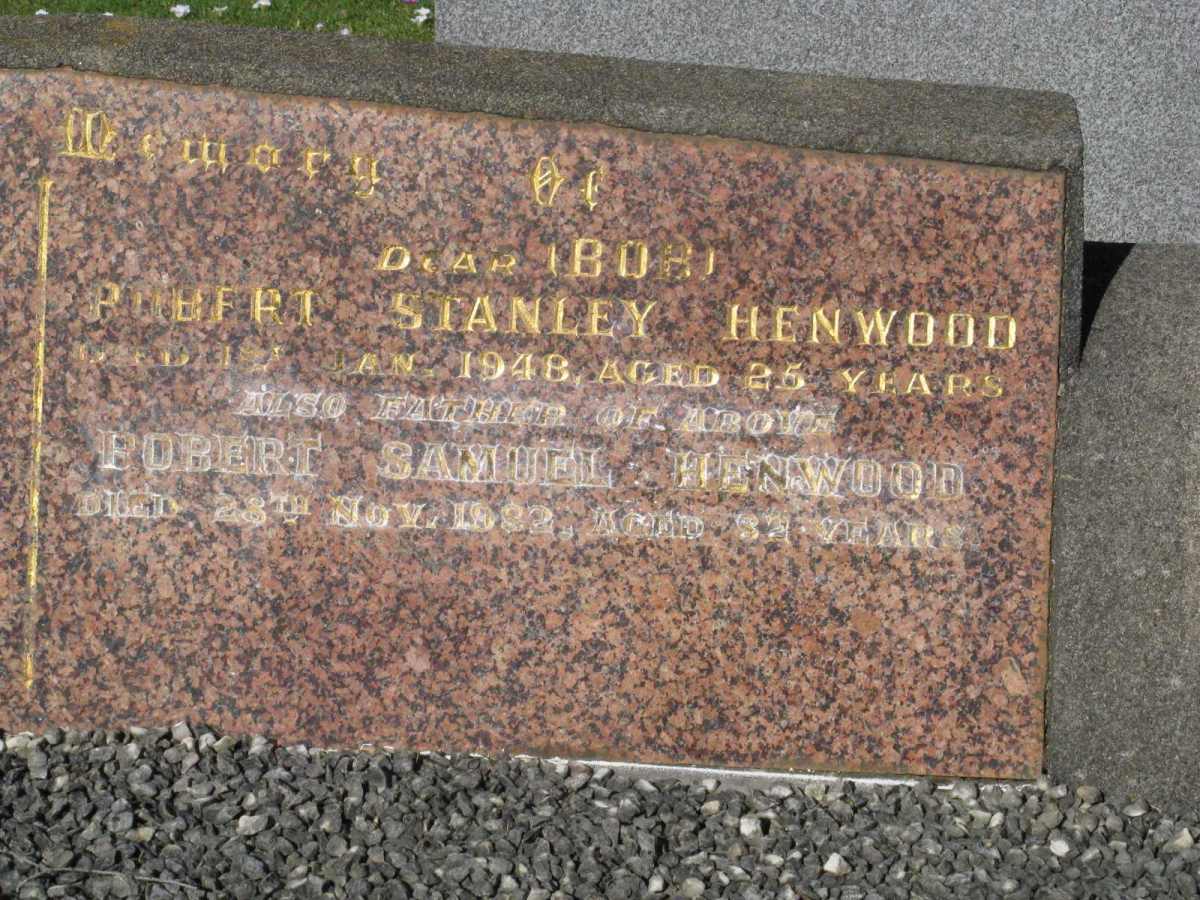 Memory Of
DEAR (BOB)
ROBERT STANLEY HENWOOD
DIED 1ST JAN. 1948, AGED 25 YEARS
ALSO FATHER OF ABOVE
ROBERT SAMUEL HENWOOD
DIED 28TH NOV. 1982, AGED YEARS.